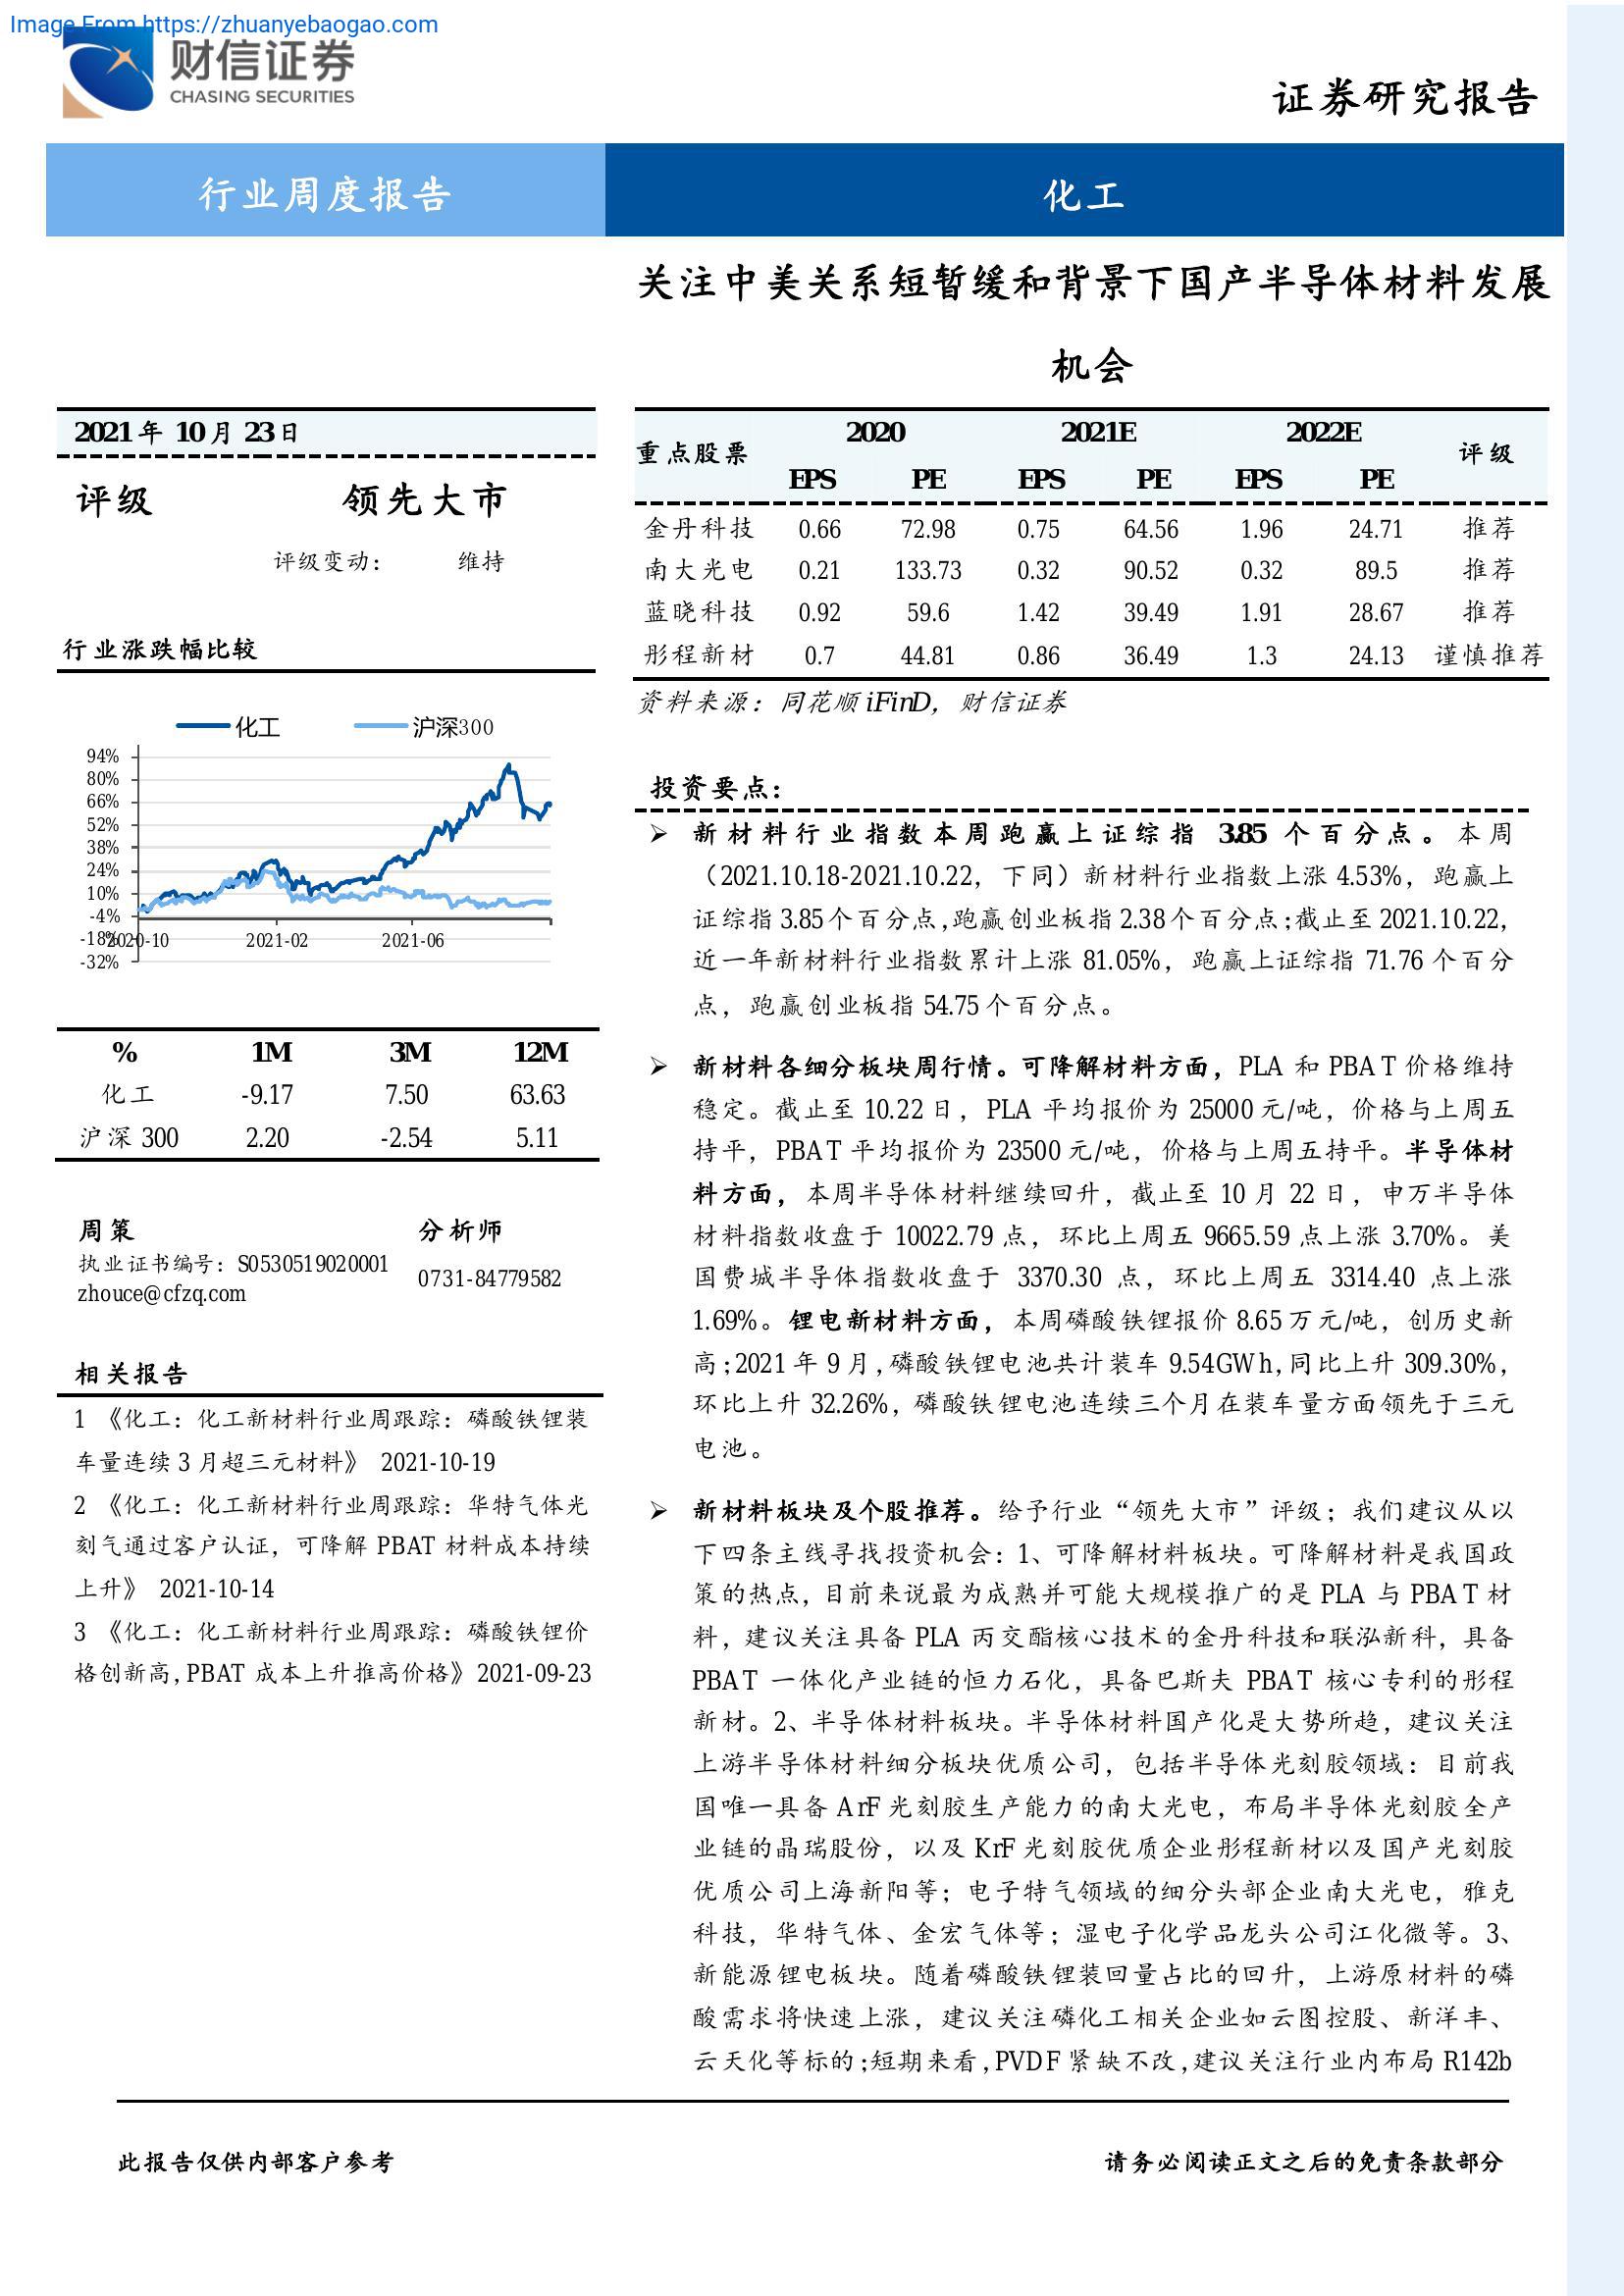 Image From https://zhuanyebaogao.com
财信证券
CHASING SECURITIES
证券研究报告
行业周度报告
化工
关注中美关系短暂缓和背景下国产半导体材料发展
机会
2021 年 10 月 23 日
评级 领先大市
评级变动： 维持
行业涨跌幅比较
化工 沪深300
94%
80%
66%
52%
38%
24%
10%
-4%
-18%
-32%
2020-10 2021-02 2021-06
% 1M 3M 12M
化工 -9.17 7.50 63.63
沪深 300 2.20 -2.54 5.11
周策 分析师
执业证书编号：S0530519020001 0731-84779582
zhouce@cfzq.com
相关报告
1 《化工：化工新材料行业周跟踪：磷酸铁锂装
车量连续 3 月超三元材料》 2021-10-19
2 《化工：化工新材料行业周跟踪：华特气体光
刻气通过客户认证，可降解 PBAT 材料成本持续
上升》 2021-10-14
3 《化工：化工新材料行业周跟踪：磷酸铁锂价
格创新高，PBAT 成本上升推高价格》2021-09-23
重点股票 2020 2021E 2022E 评级
EPS PE EPS PE EPS PE
金丹科技 0.66 72.98 0.75 64.56 1.96 24.71 推荐
南大光电 0.21 133.73 0.32 90.52 0.32 89.5 推荐
蓝晓科技 0.92 59.6 1.42 39.49 1.91 28.67 推荐
彤程新材 0.7 44.81 0.86 36.49 1.3 24.13 谨慎推荐
资料来源：同花顺 iFinD，财信证券
投资要点：
➢ 新材料行业指数本周跑赢上证综指 3.85 个百分点。本周
（2021.10.18-2021.10.22，下同）新材料行业指数上涨 4.53%，跑赢上
证综指 3.85 个百分点，跑赢创业板指 2.38 个百分点；截止至 2021.10.22，
近一年新材料行业指数累计上涨 81.05%，跑赢上证综指 71.76 个百分
点，跑赢创业板指 54.75 个百分点。
➢ 新材料各细分板块周行情。可降解材料方面，PLA 和 PBAT 价格维持
稳定。截止至 10.22 日，PLA 平均报价为 25000 元/吨，价格与上周五
持平，PBAT 平均报价为 23500 元/吨，价格与上周五持平。半导体材
料方面，本周半导体材料继续回升，截止至 10 月 22 日，申万半导体
材料指数收盘于 10022.79 点，环比上周五 9665.59 点上涨 3.70%。美
国费城半导体指数收盘于 3370.30 点，环比上周五 3314.40 点上涨
1.69%。锂电新材料方面，本周磷酸铁锂报价 8.65 万元/吨，创历史新
高；2021 年 9 月，磷酸铁锂电池共计装车 9.54GWh，同比上升 309.30%，
环比上升 32.26%，磷酸铁锂电池连续三个月在装车量方面领先于三元
电池。
➢ 新材料板块及个股推荐。给予行业“领先大市”评级；我们建议从以
下四条主线寻找投资机会：1、可降解材料板块。可降解材料是我国政
策的热点，目前来说最为成熟并可能大规模推广的是 PLA 与 PBAT 材
料，建议关注具备 PLA 丙交酯核心技术的金丹科技和联泓新科，具备
PBAT 一体化产业链的恒力石化，具备巴斯夫 PBAT 核心专利的彤程
新材。2、半导体材料板块。半导体材料国产化是大势所趋，建议关注
上游半导体材料细分板块优质公司，包括半导体光刻胶领域：目前我
国唯一具备 ArF 光刻胶生产能力的南大光电，布局半导体光刻胶全产
业链的晶瑞股份，以及 KrF 光刻胶优质企业彤程新材以及国产光刻胶
优质公司上海新阳等；电子特气领域的细分头部企业南大光电，雅克
科技，华特气体、金宏气体等；湿电子化学品龙头公司江化微等。3、
新能源锂电板块。随着磷酸铁锂装回量占比的回升，上游原材料的磷
酸需求将快速上涨，建议关注磷化工相关企业如云图控股、新洋丰、
云天化等标的；短期来看，PVDF 紧缺不改，建议关注行业内布局 R142b
此报告仅供内部客户参考
请务必阅读正文之后的免责条款部分